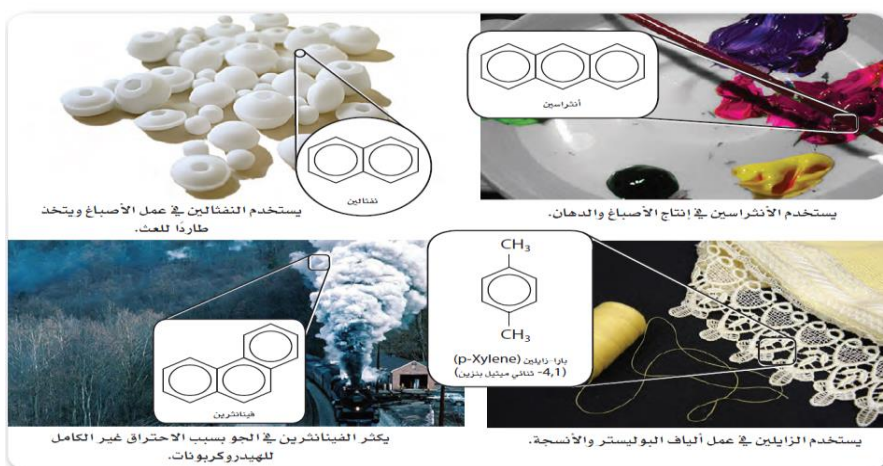 أنثراسين
يستخدم الأنثراسين في إنتاج الأصباغ والدهان.
نفثالين
يستخدم النفثالين في عمل الأصباغ ويتخذ
طاردًا للعث.
CH₃
CH₃
بارا-زايلين (p-Xylene)
(4,1- ثنائي ميثيل بنزين)
يستخدم الزايلين في عمل ألياف البوليستر والأنسجة.
فينانثرين
يكثر الفينانثرين في الجو بسبب الاحتراق غير الكامل
للهيدروكربونات.